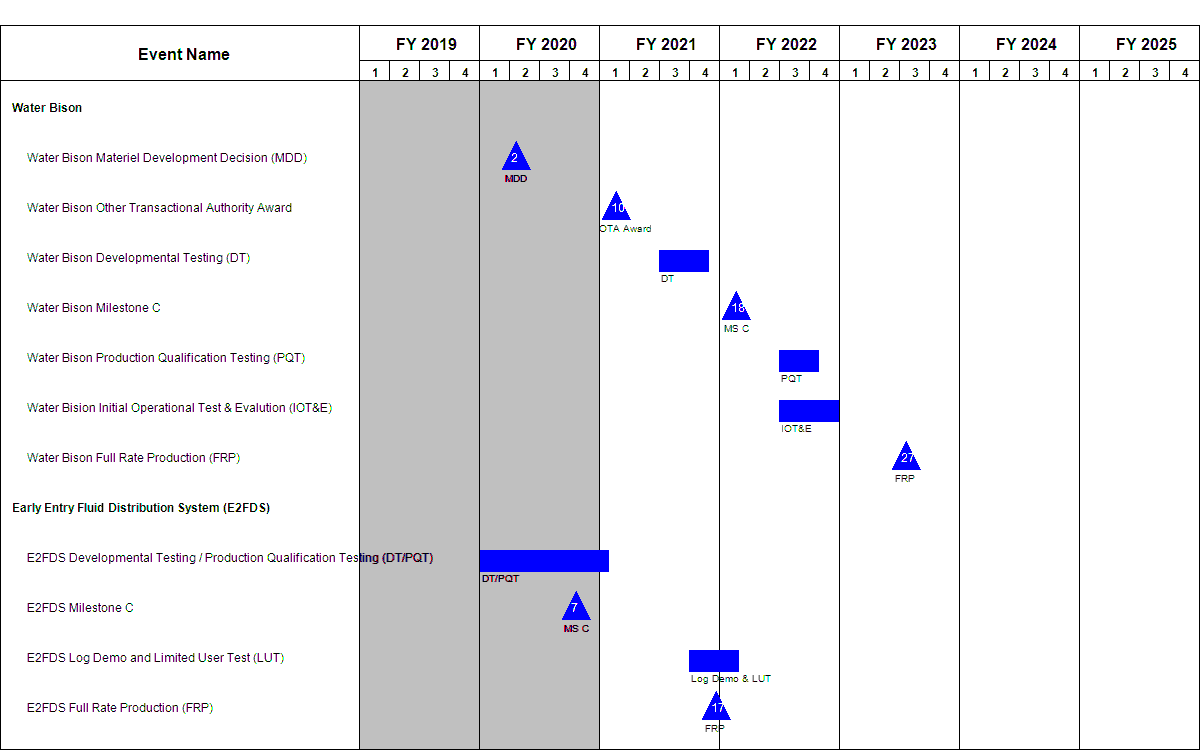 Event Name FY 2019 FY 2020 FY 2021 FY 2022 FY 2023 FY 2024 FY 2025
1 2 3 4 1 2 3 4 1 2 3 4 1 2 3 4 1 2 3 4 1 2 3 4 1 2 3 4
Water Bison
Water Bison Materiel Development Decision (MDD) 2
MDD
Water Bison Other Transactional Authority Award 10
OTA Award
Water Bison Developmental Testing (DT)
DT
Water Bison Milestone C 18
MS C
Water Bison Production Qualification Testing (PQT)
PQT
Water Bision Initial Operational Test & Evalution (IOT&E)
IOT&E
Water Bison Full Rate Production (FRP) 27
FRP
Early Entry Fluid Distribution System (E2FDS)
E2FDS Developmental Testing / Production Qualification Testing (DT/PQT)
DT/PQT
E2FDS Milestone C 7
MS C
E2FDS Log Demo and Limited User Test (LUT)
Log Demo & LUT
E2FDS Full Rate Production (FRP) 17
FRP